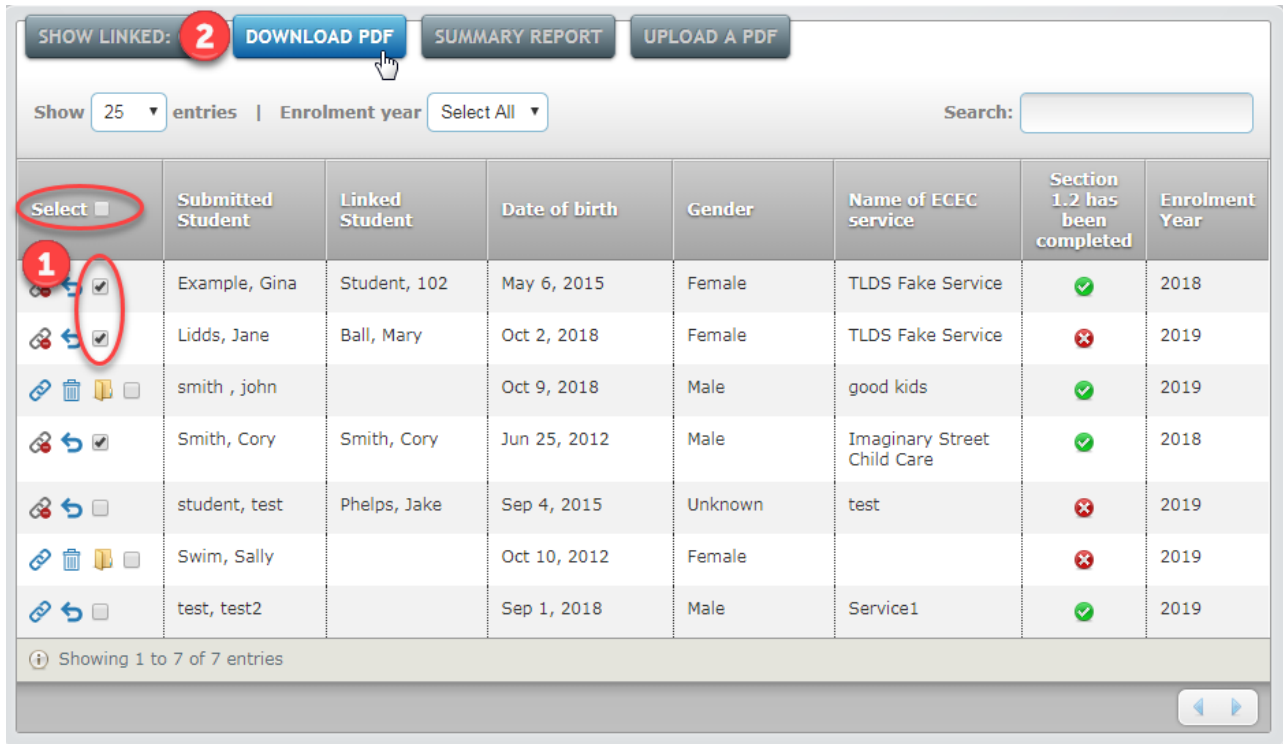 SHOW LINKED: 2 DOWNLOAD PDF SUMMARY REPORT UPLOAD A PDF
Show 25 entries | Enrolment year Select All Search:
Select Submitted Student Linked Student Date of birth Gender Name of ECEC service Section 1.2 has been completed Enrolment Year
1
Example, Gina Student, 102 May 6, 2015 Female TLDS Fake Service 2018
Lidds, Jane Ball, Mary Oct 2, 2018 Female TLDS Fake Service 2019
smith , john Oct 9, 2018 Male good kids 2019
Smith, Cory Smith, Cory Jun 25, 2012 Male Imaginary Street Child Care 2018
student, test Phelps, Jake Sep 4, 2015 Unknown test 2019
Swim, Sally Oct 10, 2012 Female 2019
test, test2 Sep 1, 2018 Male Service1 2019
Showing 1 to 7 of 7 entries